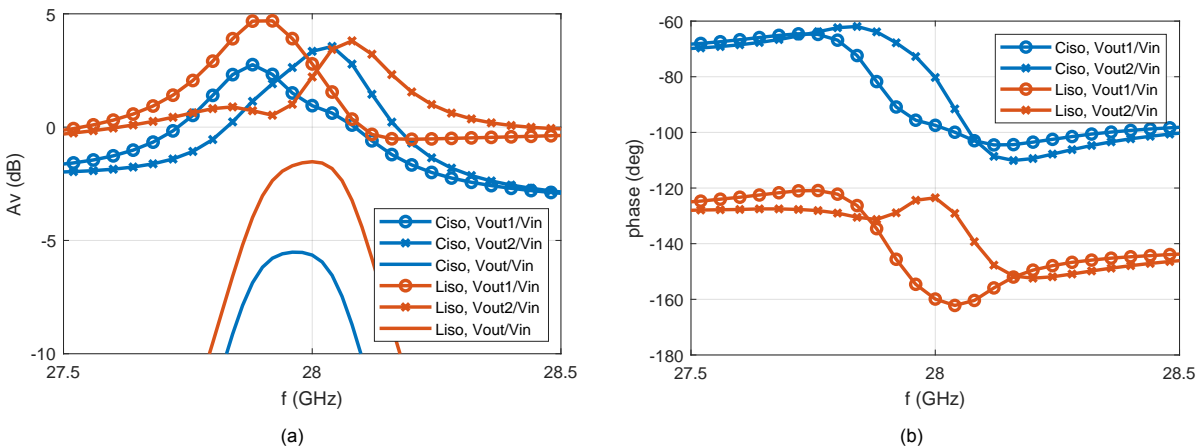 5
0
-5
-10
Av (dB)
27.5
28
28.5
f (GHz)
Ciso, Vout1/Vin
Ciso, Vout2/Vin
Ciso, Vout/Vin
Liso, Vout1/Vin
Liso, Vout2/Vin
Liso, Vout/Vin
(a)
-60
-80
-100
-120
-140
-160
-180
phase (deg)
27.5
28
28.5
f (GHz)
Ciso, Vout1/Vin
Ciso, Vout2/Vin
Liso, Vout1/Vin
Liso, Vout2/Vin
(b)